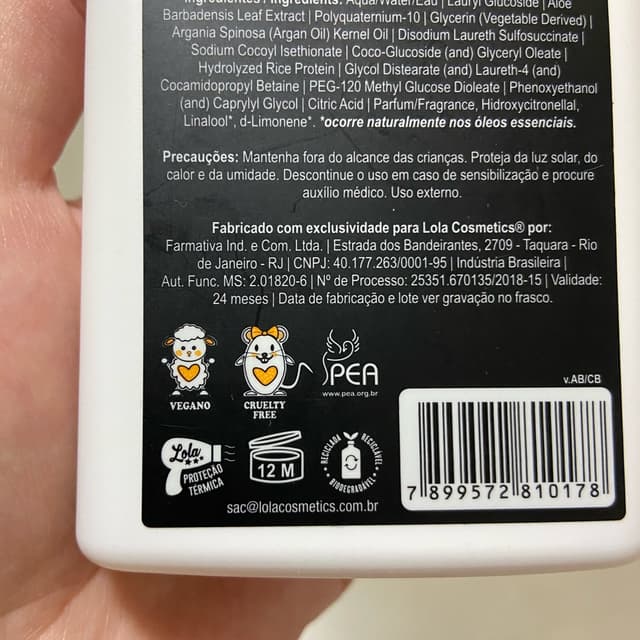 Ingredientes / Ingredients: Aqua/Water/Eau | Lauryl Glucoside | Aloe
Barbadensis Leaf Extract | Polyquaternium-10 | Glycerin (Vegetable Derived) |
Argania Spinosa (Argan Oil) Kernel Oil | Disodium Laureth Sulfosuccinate |
Sodium Cocoyl Isethionate | Coco-Glucoside (and) Glyceryl Oleate |
Hydrolyzed Rice Protein | Glycol Distearate (and) Laureth-4 (and)
Cocamidopropyl Betaine | PEG-120 Methyl Glucose Dioleate | Phenoxyethanol
(and) Caprylyl Glycol | Citric Acid | Parfum/Fragrance, Hidroxycitronellal,
Linalool*, d-Limonene*. *ocorre naturalmente nos óleos essenciais.
Precauções: Mantenha fora do alcance das crianças. Proteja da luz solar, do
calor e da umidade. Descontinue o uso em caso de sensibilização e procure
auxílio médico. Uso externo.
Fabricado com exclusividade para Lola Cosmetics® por:
Farmativa Ind. e Com. Ltda. | Estrada dos Bandeirantes, 2709 - Taquara - Rio
de Janeiro - RJ | CNPJ: 40.177.263/0001-95 | Indústria Brasileira |
Aut. Func. MS: 2.01820-6 | Nº de Processo: 25351.670135/2018-15 | Validade:
24 meses | Data de fabricação e lote ver gravação no frasco.
VEGANO
CRUELTY
FREE
PEA
www.pea.org.br
v.AB/CB
Lola
PROTEÇÃO
TÉRMICA
12 M
RECICLADA RECICLÁVEL
BIODEGRADÁVEL
7 899572 810178
sac@lolacosmetics.com.br